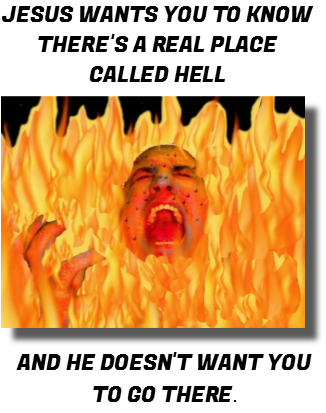 JESUS WANTS YOU TO KNOW
THERE'S A REAL PLACE
CALLED HELL
AND HE DOESN'T WANT YOU
TO GO THERE.